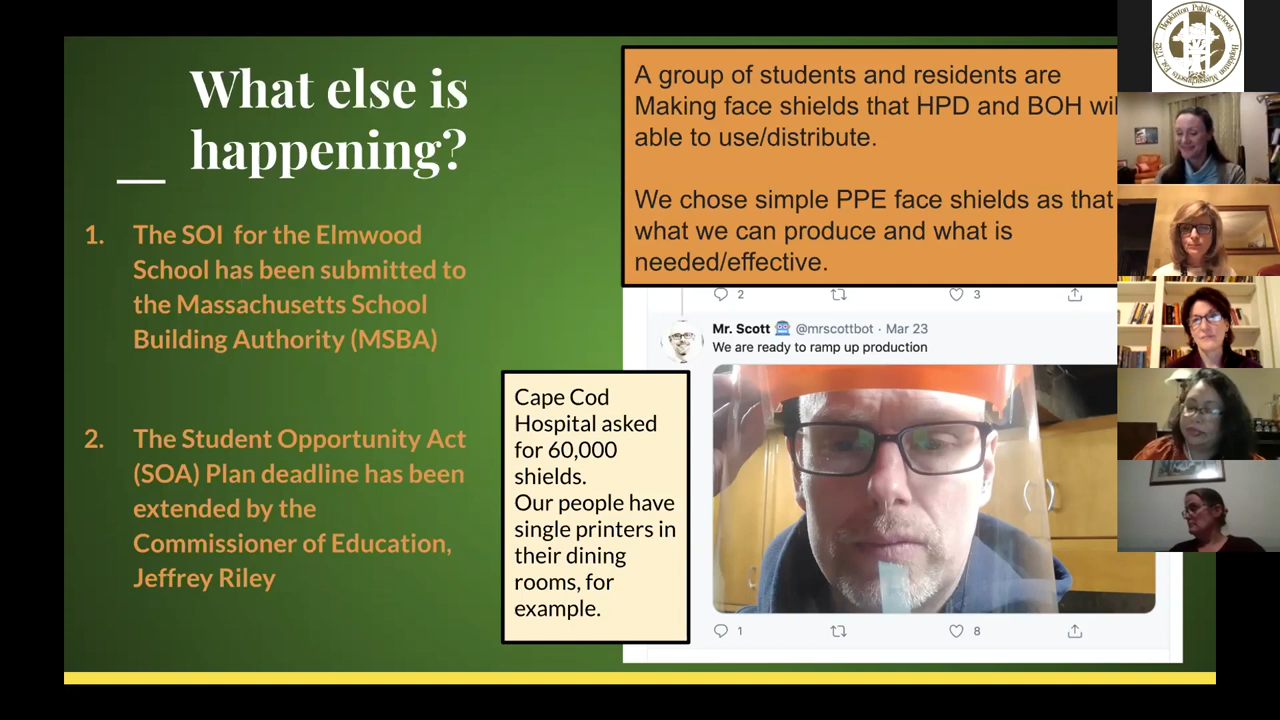 What else is
happening?
1. The SOI for the Elmwood
School has been submitted to
the Massachusetts School
Building Authority (MSBA)
2. The Student Opportunity Act
(SOA) Plan deadline has been
extended by the
Commissioner of Education,
Jeffrey Riley
A group of students and residents are
Making face shields that HPD and BOH
able to use/distribute.
We chose simple PPE face shields as that
what we can produce and what is
needed/effective.
2 3
Mr. Scott @mrscottbot · Mar 23
We are ready to ramp up production
Cape Cod
Hospital asked
for 60,000
shields.
Our people have
single printers in
their dining
rooms, for
example.
1 8
Hopkinton Public Schools
Hopkinton Massachusetts